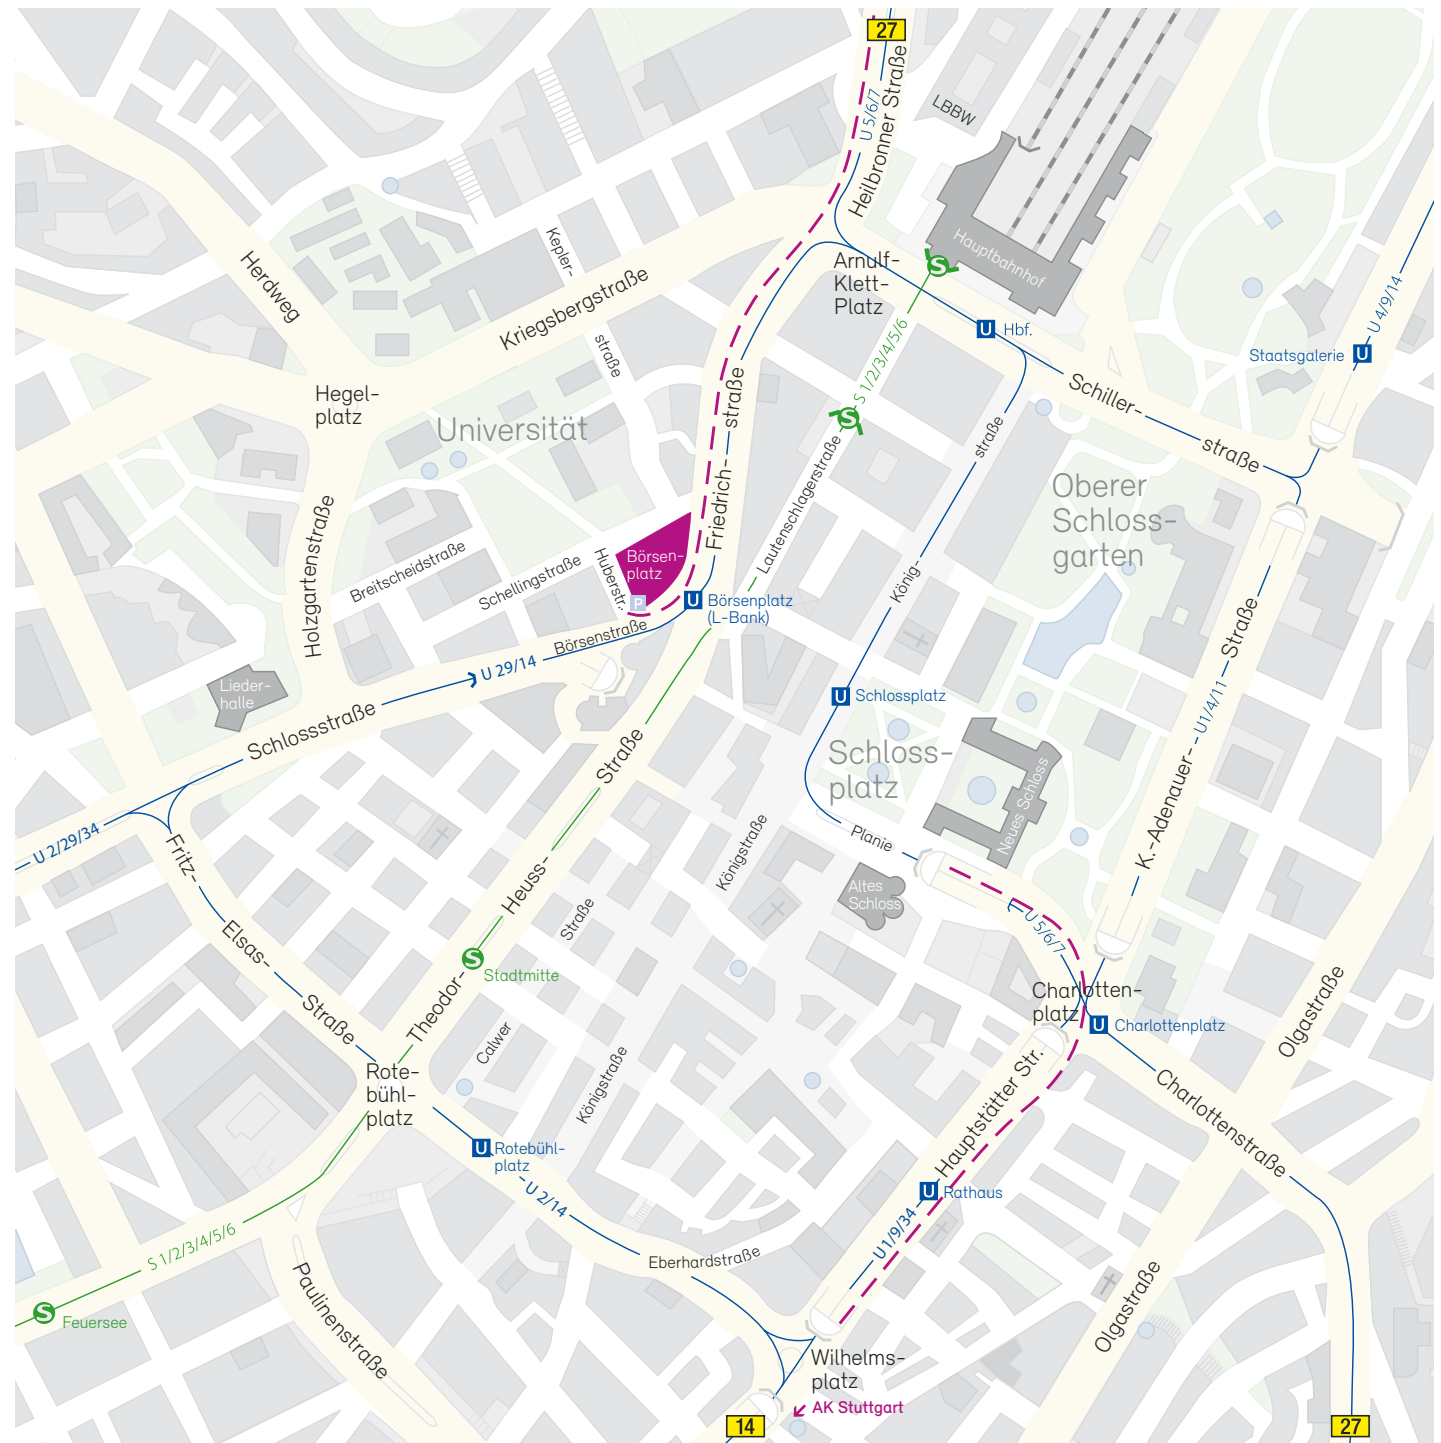 27
Heilbronner Straße
U 5/6/7
LBBW
Hauptbahnhof
S
Arnulf-
Klett-
Platz
U Hbf.
Kepler-
straße
Herdweg
Kriegsbergstraße
Hegel-
platz
Universität
S 1/2/3/4/5/6
S
Schiller-
straße
Staatsgalerie U
U 4/9/14
Friedrich-
straße
Lautenschlagerstraße
König-
straße
Oberer
Schloss-
garten
Holzgartenstraße
Breitscheidstraße
Schellingstraße
Huberstr.
Börsen-
platz
P
U Börsenplatz
(L-Bank)
Börsenstraße
U 29/14
Lieder-
halle
Schlossstraße
U 2/29/34
U Schlossplatz
Schloss-
platz
Neues Schloss
Planie
Altes
Schloss
U 5/6/7
K.-Adenauer-
U1/4/11
Straße
Fritz-
Elsas-
Straße
Theodor-
Heuss-
Straße
Königstraße
Straße
Calwer
Königstraße
S
Stadtmitte
Charlotten-
platz
U Charlottenplatz
Charlottenstraße
Olgastraße
Olgastraße
Rote-
bühl-
platz
U Rotebühl-
platz
U 2/14
Hauptstätter Str.
U Rathaus
U1/9/34
Eberhardstraße
S 1/2/3/4/5/6
S
Feuersee
Paulinenstraße
Wilhelms-
platz
AK Stuttgart
14
27